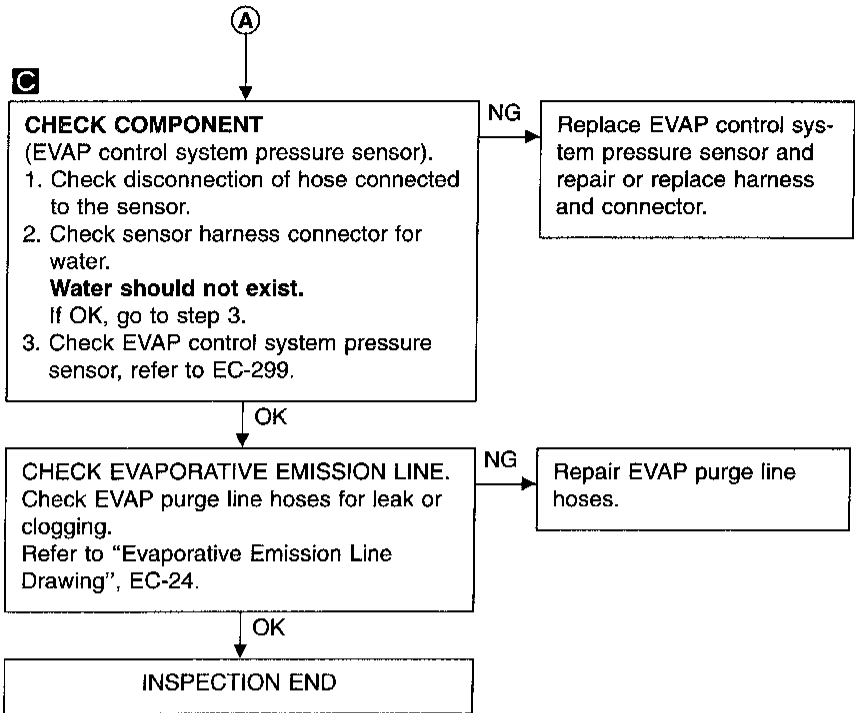 A
C
CHECK COMPONENT
(EVAP control system pressure sensor).
1. Check disconnection of hose connected
to the sensor.
2. Check sensor harness connector for
water.
Water should not exist.
If OK, go to step 3.
3. Check EVAP control system pressure
sensor, refer to EC-299.
NG
Replace EVAP control sys-
tem pressure sensor and
repair or replace harness
and connector.
OK
CHECK EVAPORATIVE EMISSION LINE.
Check EVAP purge line hoses for leak or
clogging.
Refer to “Evaporative Emission Line
Drawing”, EC-24.
NG
Repair EVAP purge line
hoses.
OK
INSPECTION END